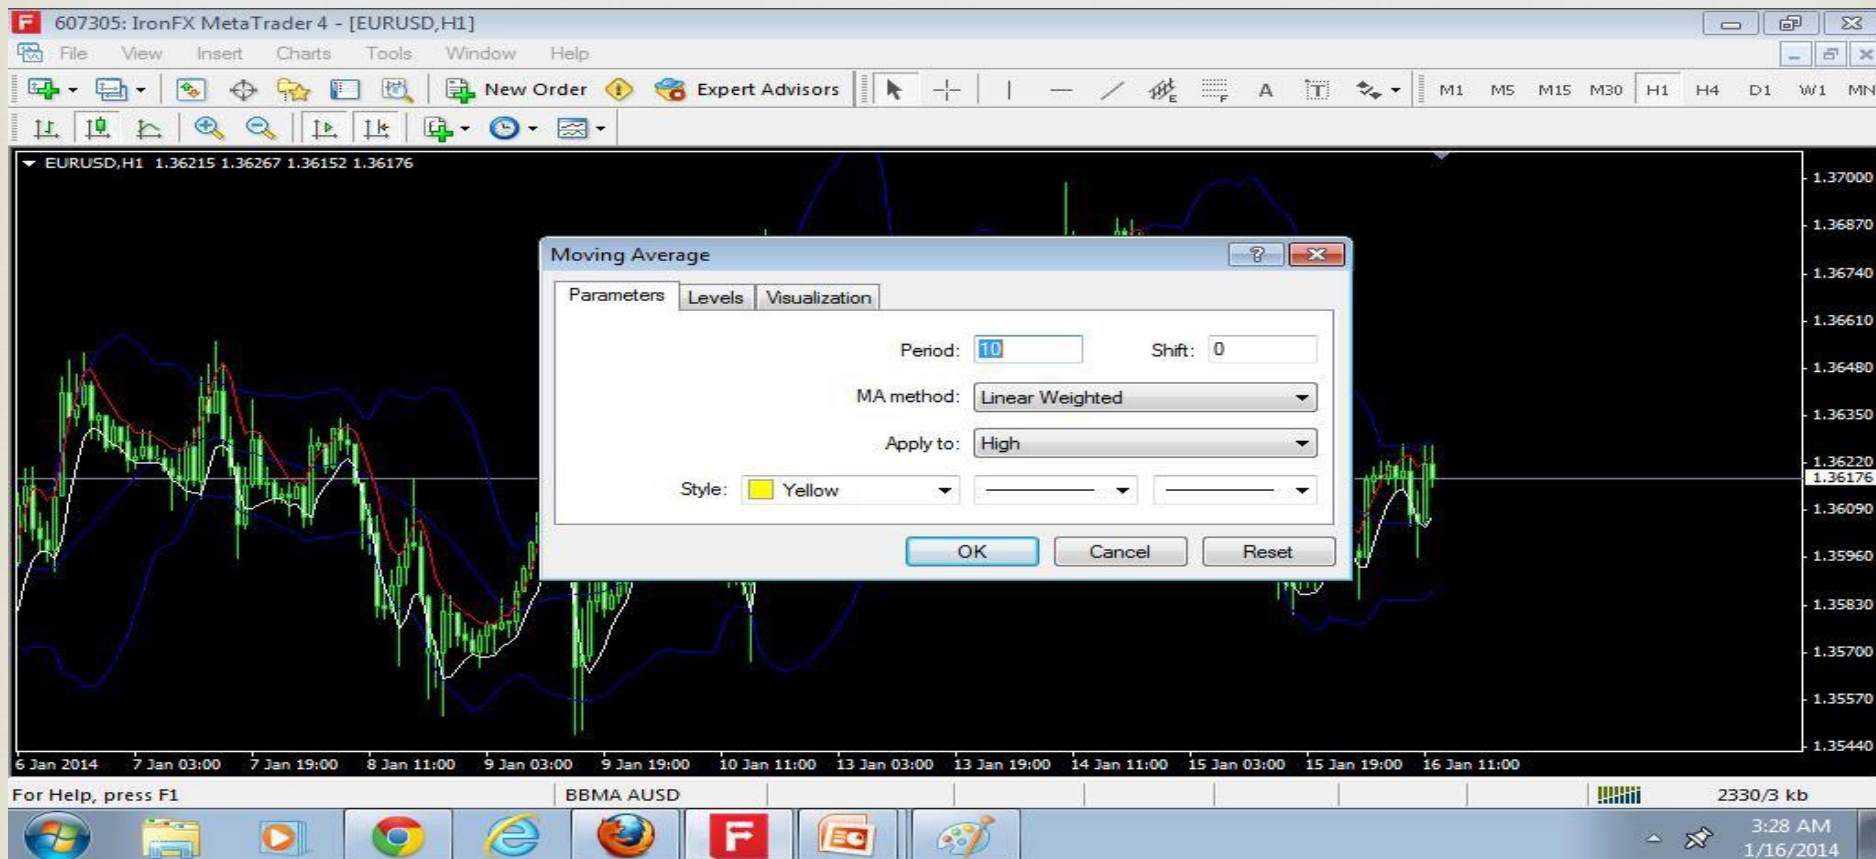 607305: IronFX MetaTrader 4 - [EURUSD,H1]
File View Insert Charts Tools Window Help
New Order Expert Advisors A T M1 M5 M15 M30 H1 H4 D1 W1 MN
EURUSD,H1 1.36215 1.36267 1.36152 1.36176
1.37000
1.36870
1.36740
1.36610
1.36480
1.36350
1.36220
1.36176
1.36090
1.35960
1.35830
1.35700
1.35570
1.35440
Moving Average
Parameters Levels Visualization
Period: 10 Shift: 0
MA method: Linear Weighted
Apply to: High
Style: Yellow
OK Cancel Reset
6 Jan 2014 7 Jan 03:00 7 Jan 19:00 8 Jan 11:00 9 Jan 03:00 9 Jan 19:00 10 Jan 11:00 13 Jan 03:00 13 Jan 19:00 14 Jan 11:00 15 Jan 03:00 15 Jan 19:00 16 Jan 11:00
For Help, press F1 BBMA AUSD 2330/3 kb
3:28 AM
1/16/2014